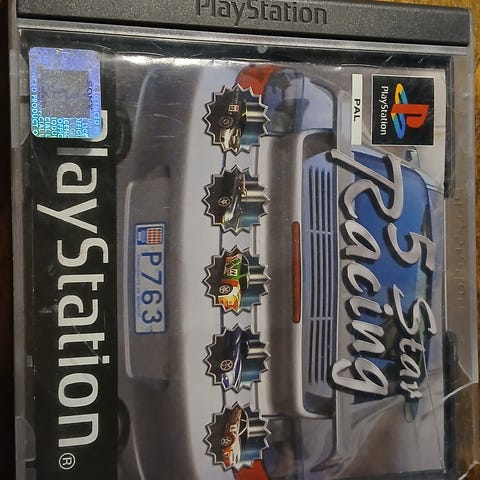 PlayStation
PlayStation
PAL
5 Star
Racing
P763
PlayStation®